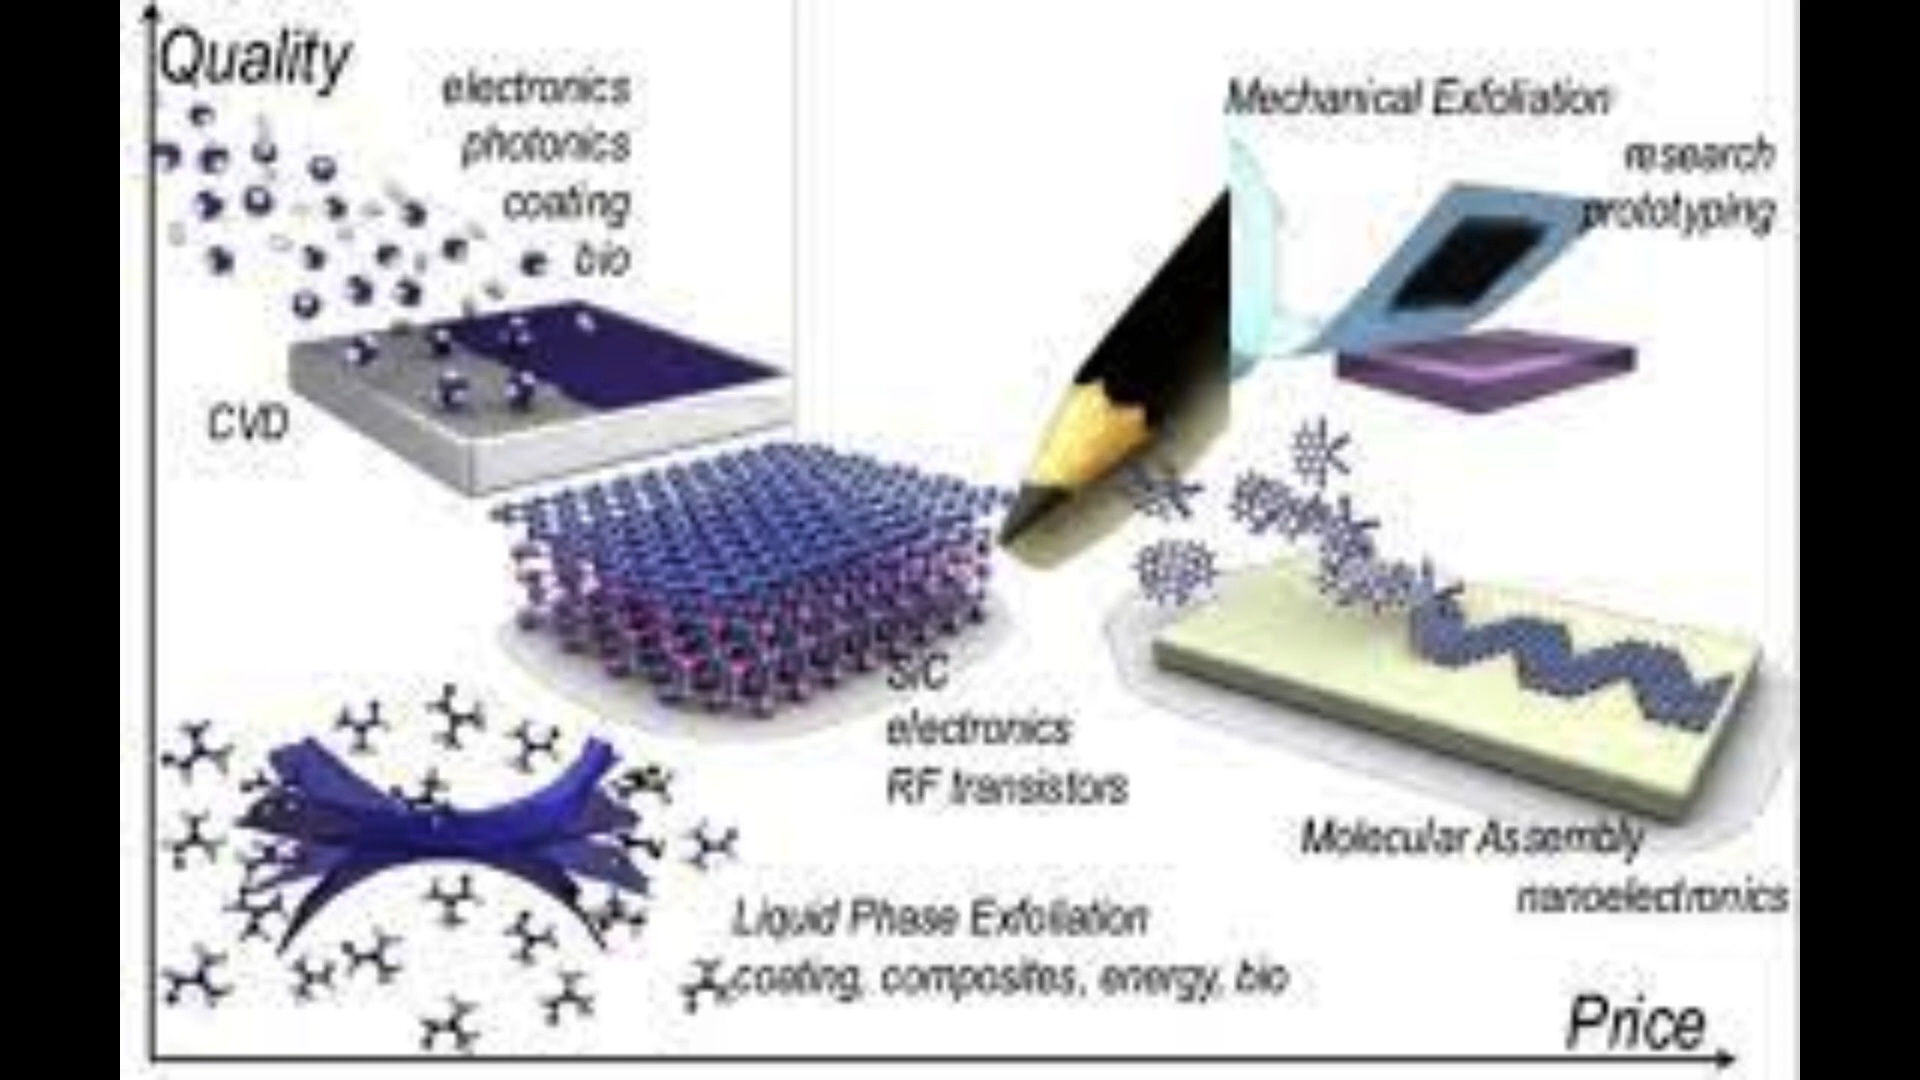 Quality
electronics
photonics
coating
bio
CVD
Mechanical Exfoliation
research
prototyping
SiC
electronics
RF transistors
Molecular Assembly
nanoelectronics
Liquid Phase Exfoliation
coating, composites, energy, bio
Price